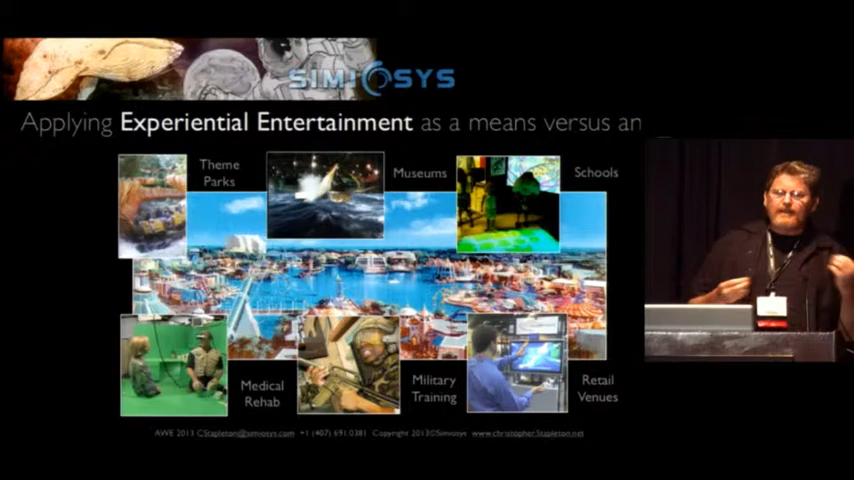 SIMIOSYS
Applying Experiential Entertainment as a means versus an
Theme
Parks
Museums
Schools
Medical
Rehab
Military
Training
Retail
Venues
AWE 2013 CStapleton@simiosys.com +1 (407) 691.0381 Copyright 2013©Simiosys www.christopher.Stapleton.net